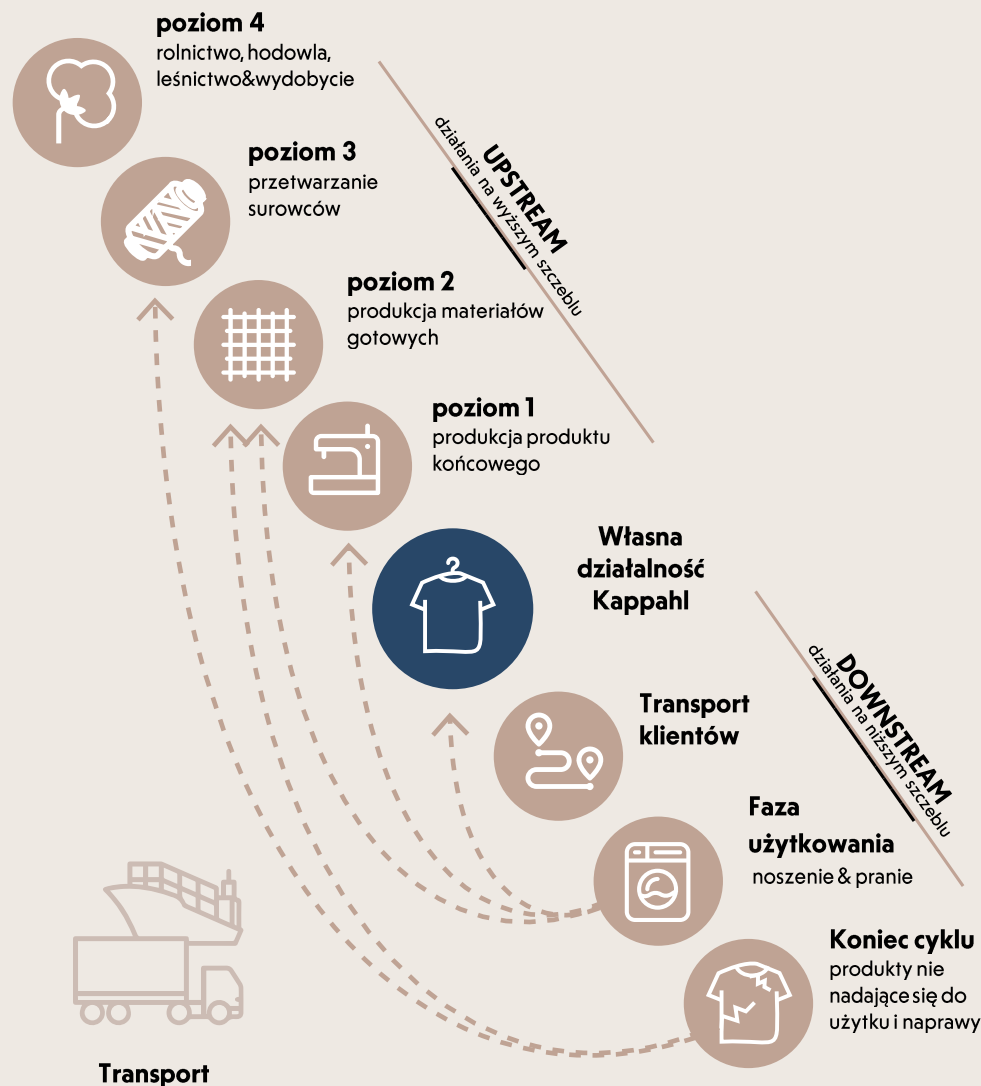 poziom 4
rolnictwo, hodowla,
leśnictwo&wydobycie
poziom 3
przetwarzanie
surowców
UPSTREAM
działania na wyższym szczeblu
poziom 2
produkcja materiałów
gotowych
poziom 1
produkcja produktu
końcowego
Własna
działalność
Kappahl
DOWNSTREAM
działania na niższym szczeblu
Transport
klientów
Faza
użytkowania
noszenie & pranie
Koniec cyklu
produkty nie
nadające się do
użytku i naprawy
Transport